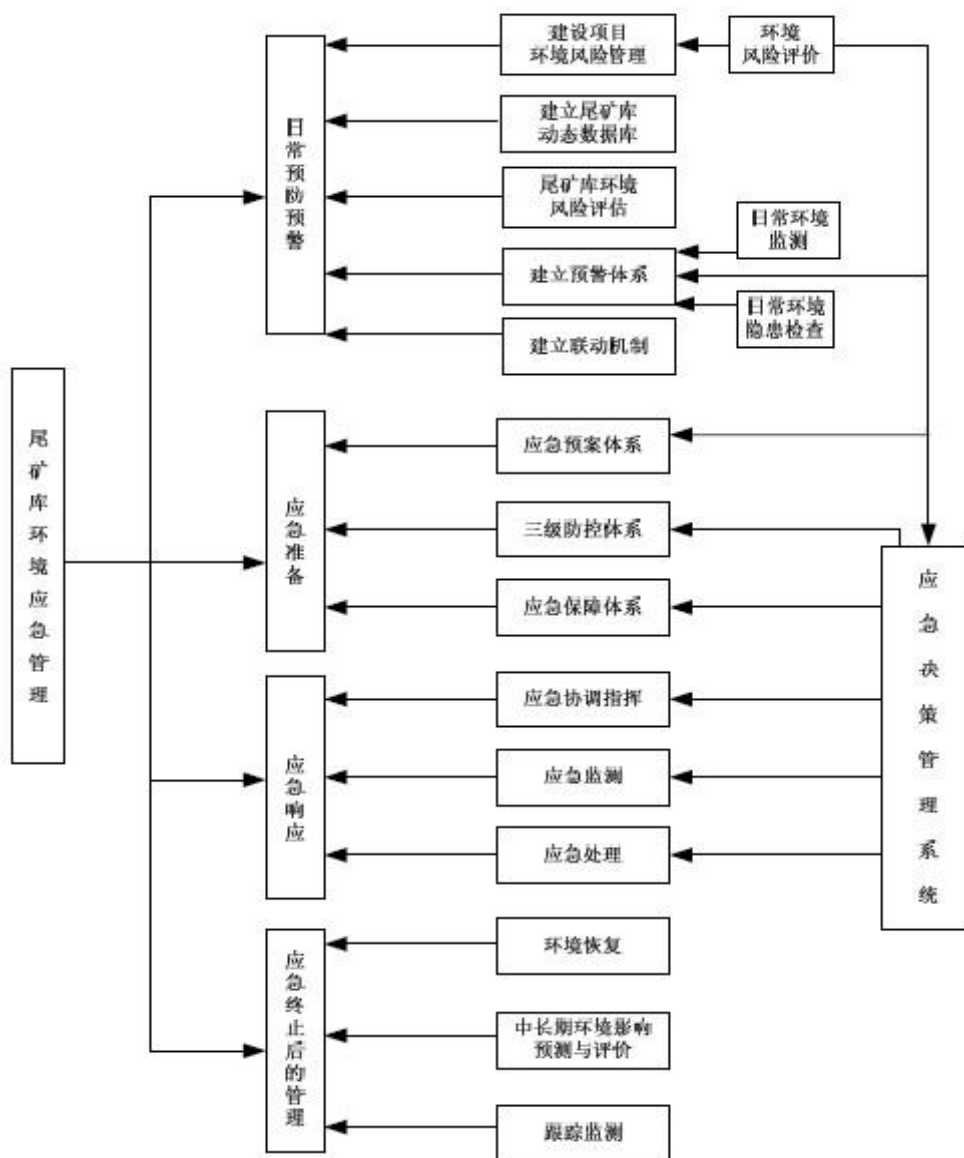 尾矿库环境应急管理
日常预防预警
建设项目
环境风险管理
环境
风险评价
建立尾矿库
动态数据库
尾矿库环境
风险评估
日常环境
监测
建立预警体系
日常环境
隐患检查
建立联动机制
应急准备
应急预案体系
三级防控体系
应急保障体系
应急响应
应急协调指挥
应急监测
应急处理
应急决策管理系统
应急终止后的管理
环境恢复
中长期环境影响
预测与评价
跟踪监测